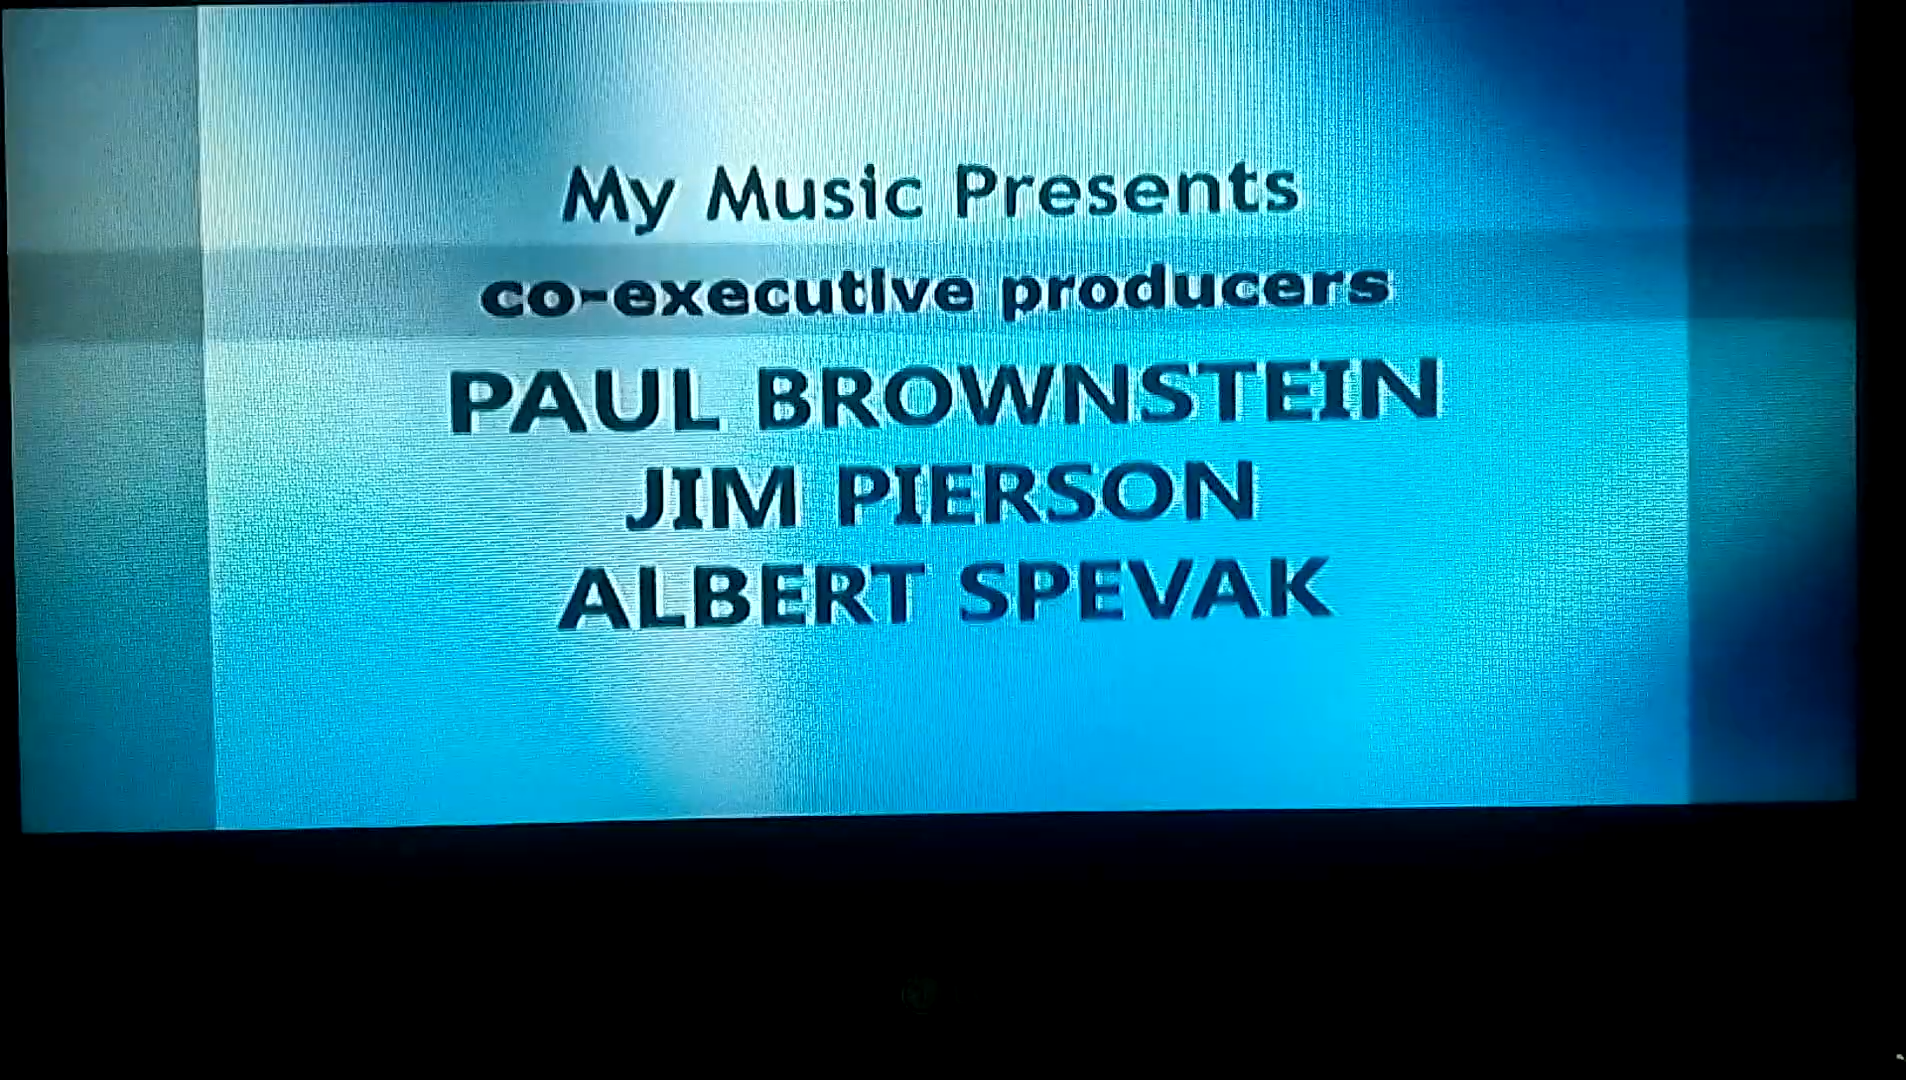 My Music Presents
co-executive producers
PAUL BROWNSTEIN
JIM PIERSON
ALBERT SPEVAK